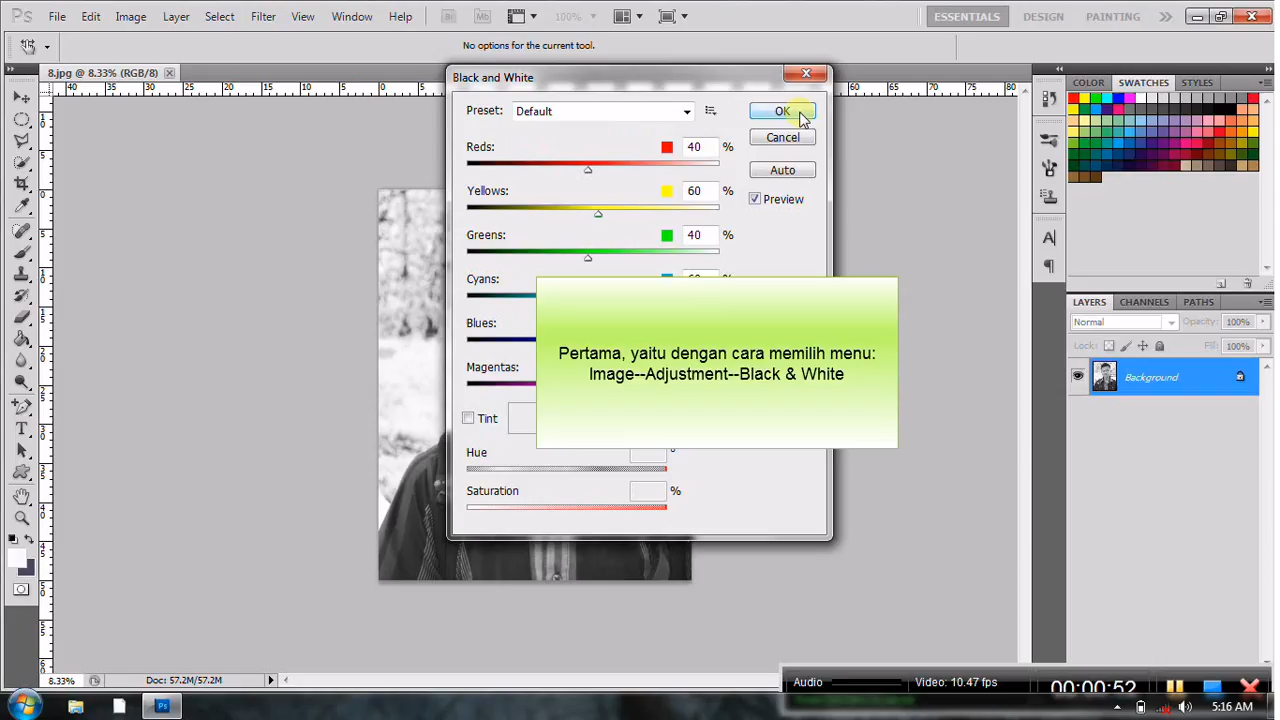 Ps File Edit Image Layer Select Filter View Window Help Br Mb 100% ESSENTIALS DESIGN PAINTING
No options for the current tool.
8.jpg @ 8.33% (RGB/8)
Black and White
Preset: Default
OK
Cancel
Auto
Preview
Reds: 40 %
Yellows: 60 %
Greens: 40 %
Cyans:
Blues:
Magentas:
Tint
Hue °
Saturation %
Pertama, yaitu dengan cara memilih menu:
Image--Adjustment--Black & White
COLOR SWATCHES STYLES
LAYERS CHANNELS PATHS
Normal Opacity: 100%
Lock: Fill: 100%
Background
8.33% Doc: 57.2M/57.2M
Audio Video: 10.47 fps 00:00:52
Ps 5:16 AM